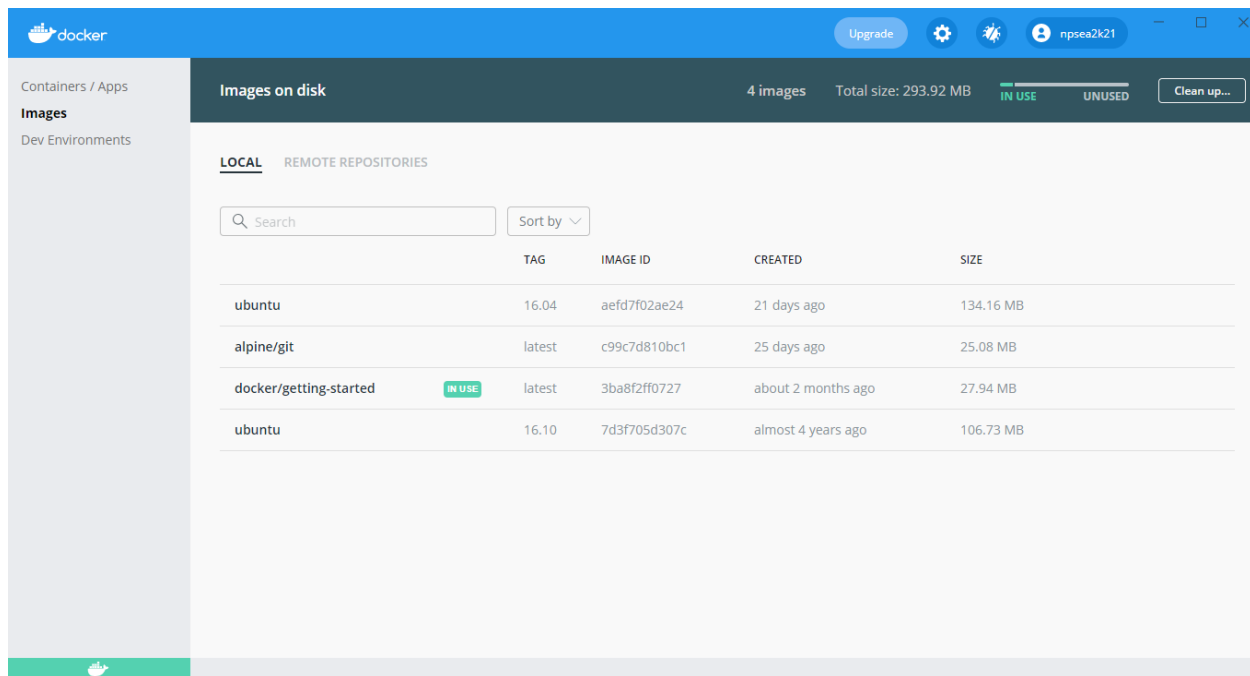 docker
Upgrade
npsea2k21
Containers / Apps
Images
Dev Environments
Images on disk
4 images Total size: 293.92 MB IN USE UNUSED Clean up...
LOCAL REMOTE REPOSITORIES
Search Sort by
TAG IMAGE ID CREATED SIZE
ubuntu 16.04 aefd7f02ae24 21 days ago 134.16 MB
alpine/git latest c99c7d810bc1 25 days ago 25.08 MB
docker/getting-started IN USE latest 3ba8f2ff0727 about 2 months ago 27.94 MB
ubuntu 16.10 7d3f705d307c almost 4 years ago 106.73 MB